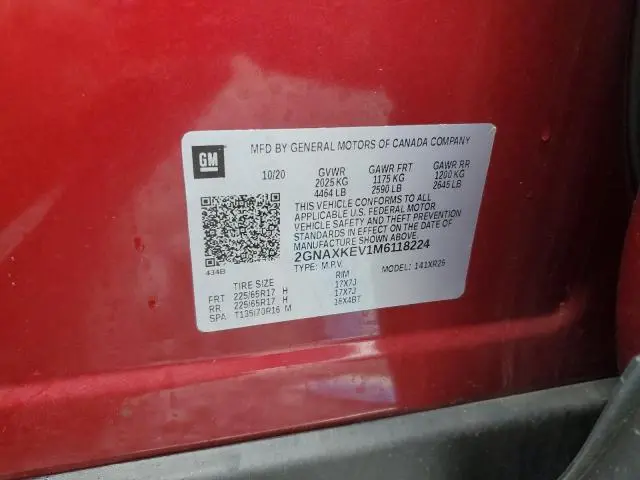 GM
MFD BY GENERAL MOTORS OF CANADA COMPANY
10/20 GVWR GAWR FRT GAWR RR
2025 KG 1175 KG 1200 KG
4464 LB 2590 LB 2645 LB
THIS VEHICLE CONFORMS TO ALL
APPLICABLE U.S. FEDERAL MOTOR
VEHICLE SAFETY AND THEFT PREVENTION
STANDARDS IN EFFECT ON THE DATE OF
MANUFACTURE SHOWN ABOVE.
2GNAXKEV1M6118224
434B
TYPE: M.P.V. MODEL: 141XR26
TIRE SIZE RIM
FRT 225/65R17 H 17X7J
RR 225/65R17 H 17X7J
SPA T135/70R16 M 16X4BT